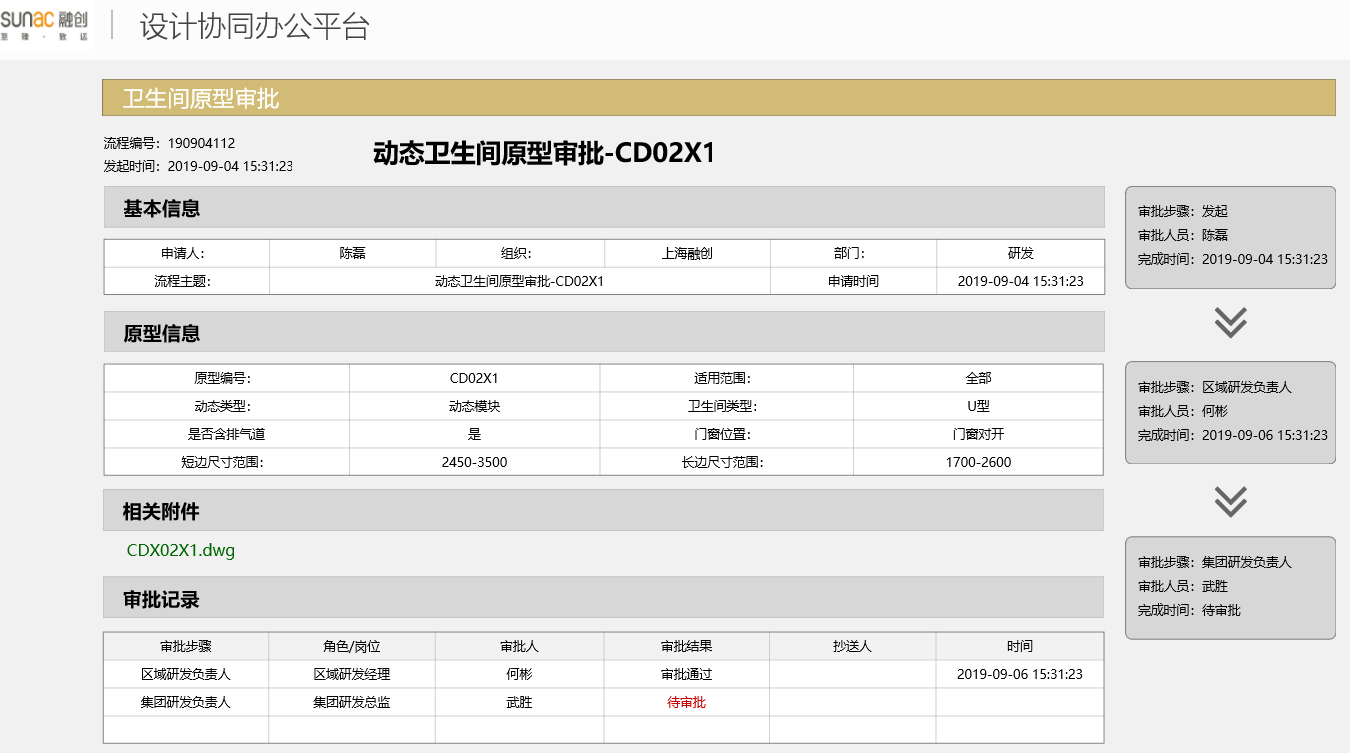 sunac 融创
至 臻 · 致 远
设计协同办公平台
卫生间原型审批
流程编号：190904112
发起时间：2019-09-04 15:31:23
动态卫生间原型审批-CD02X1
基本信息
申请人： 陈磊 组织： 上海融创 部门： 研发
流程主题： 动态卫生间原型审批-CD02X1 申请时间 2019-09-04 15:31:23
原型信息
原型编号： CD02X1 适用范围： 全部
动态类型： 动态模块 卫生间类型： U型
是否含排气道 是 门窗位置： 门窗对开
短边尺寸范围： 2450-3500 长边尺寸范围： 1700-2600
相关附件
CDX02X1.dwg
审批记录
审批步骤 角色/岗位 审批人 审批结果 抄送人 时间
区域研发负责人 区域研发经理 何彬 审批通过 2019-09-06 15:31:23
集团研发负责人 集团研发总监 武胜 待审批
审批步骤：发起
审批人员：陈磊
完成时间：2019-09-04 15:31:23
审批步骤：区域研发负责人
审批人员：何彬
完成时间：2019-09-06 15:31:23
审批步骤：集团研发负责人
审批人员：武胜
完成时间：待审批